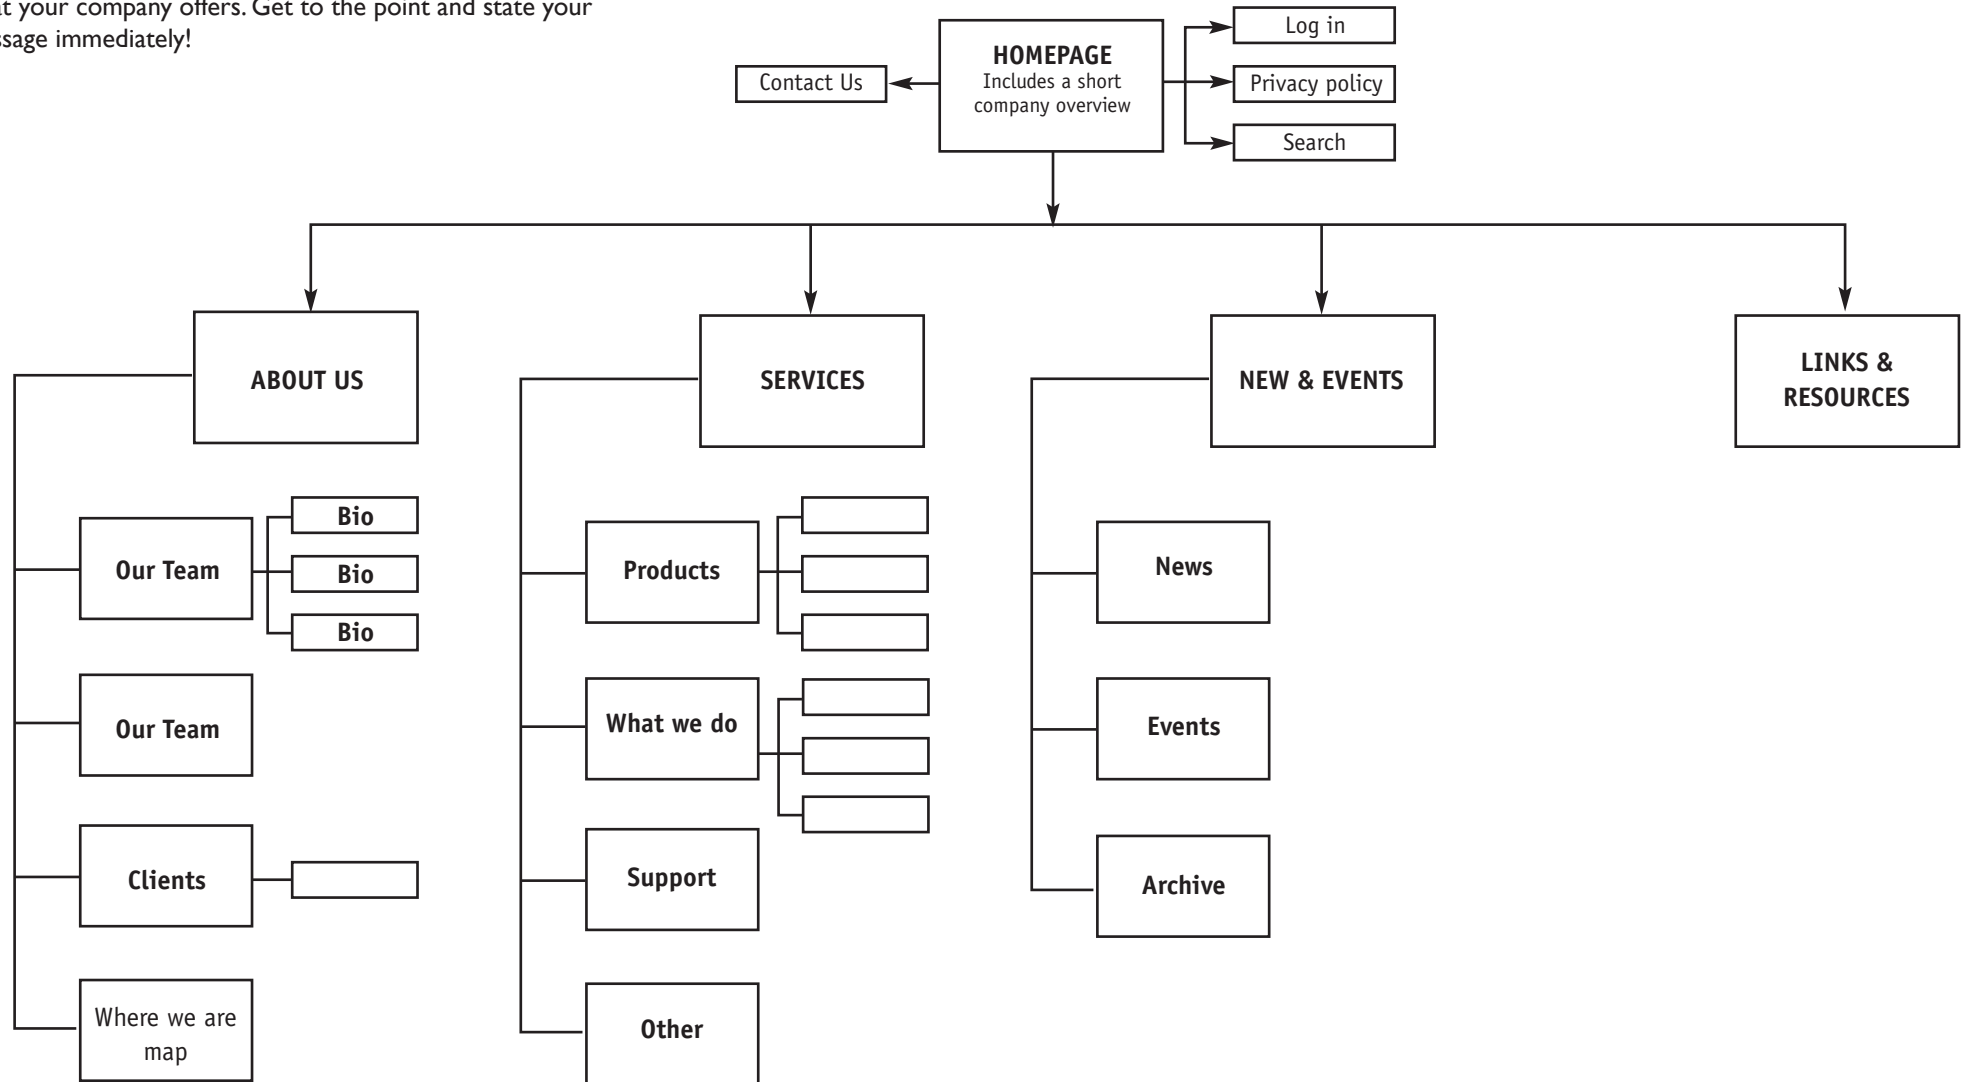 your company offers. Get to the point and state your
immediately!
HOMEPAGE
Includes a short
company overview
Contact Us
Log in
Privacy policy
Search
ABOUT US
SERVICES
NEW & EVENTS
LINKS &
RESOURCES
Our Team
Bio
Bio
Bio
Our Team
Clients
Where we are
map
Products
What we do
Support
Other
News
Events
Archive